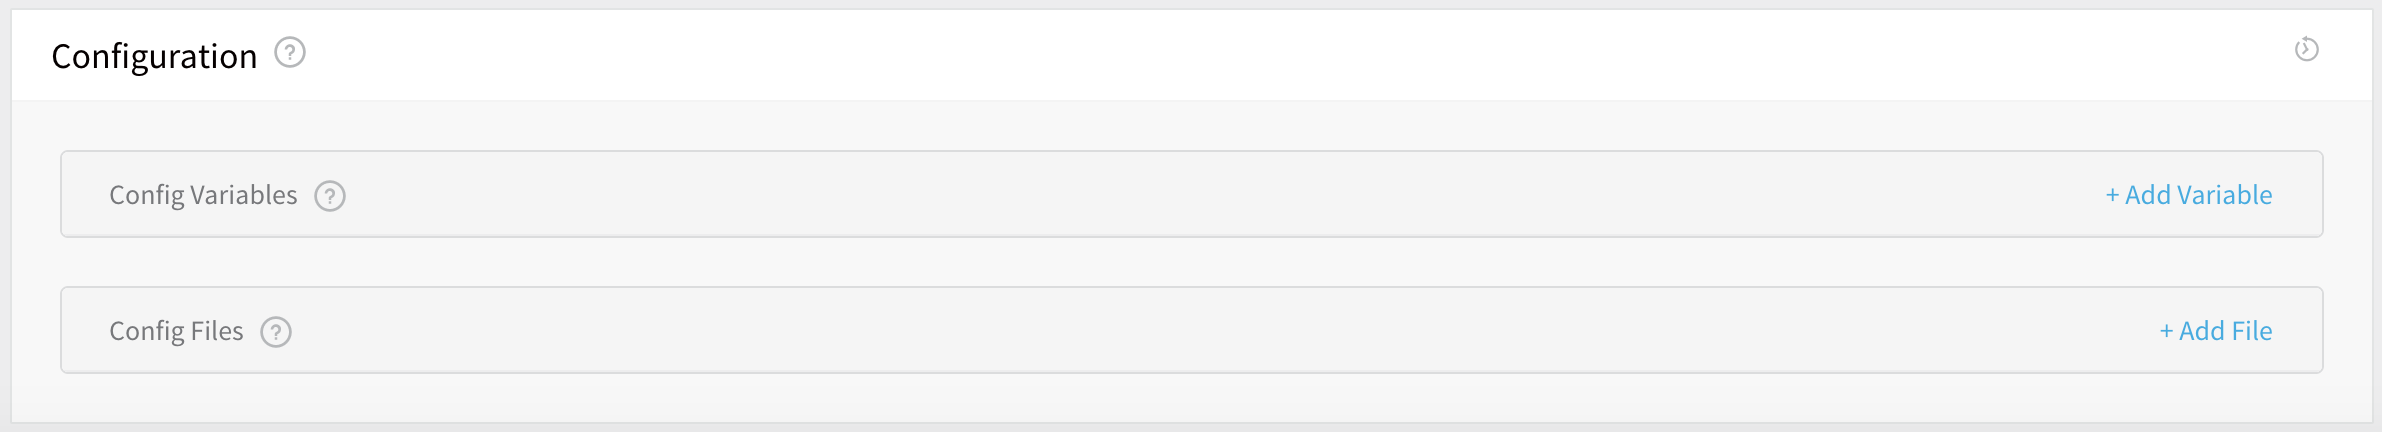 Configuration ?
Config Variables ? + Add Variable
Config Files ? + Add File